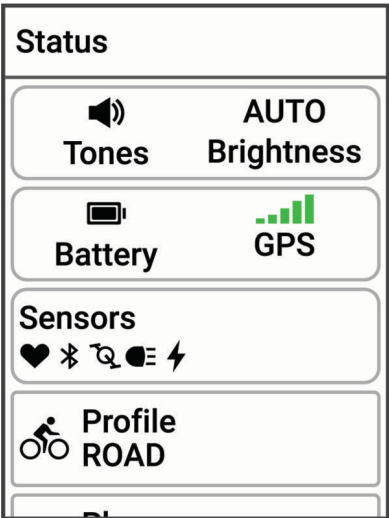 Status
AUTO
Tones Brightness
Battery GPS
Sensors
Profile
ROAD